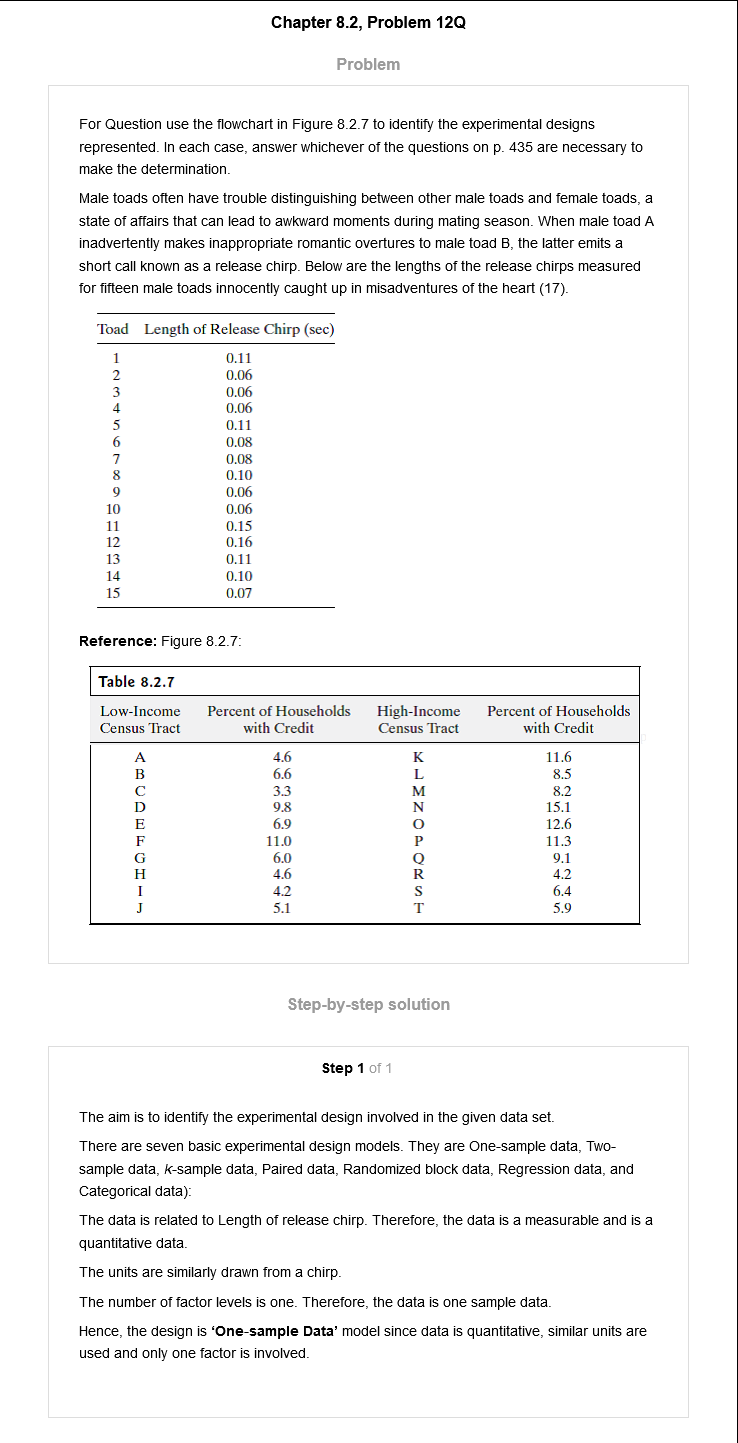 Chapter 8.2, Problem 12Q
Problem
For Question use the flowchart in Figure 8.2.7 to identify the experimental designs
represented. In each case, answer whichever of the questions on p. 435 are necessary to
make the determination.
Male toads often have trouble distinguishing between other male toads and female toads, a
state of affairs that can lead to awkward moments during mating season. When male toad A
inadvertently makes inappropriate romantic overtures to male toad B, the latter emits a
short call known as a release chirp. Below are the lengths of the release chirps measured
for fifteen male toads innocently caught up in misadventures of the heart (17).
Toad Length of Release Chirp (sec)
1 0.11
2 0.06
3 0.06
4 0.06
5 0.11
6 0.08
7 0.08
8 0.10
9 0.06
10 0.06
11 0.15
12 0.16
13 0.11
14 0.10
15 0.07
Reference: Figure 8.2.7:
Table 8.2.7
Low-Income Percent of Households High-Income Percent of Households
Census Tract with Credit Census Tract with Credit
A 4.6 K 11.6
B 6.6 L 8.5
C 3.3 M 8.2
D 9.8 N 15.1
E 6.9 O 12.6
F 11.0 P 11.3
G 6.0 Q 9.1
H 4.6 R 4.2
I 4.2 S 6.4
J 5.1 T 5.9
Step-by-step solution
Step 1 of 1
The aim is to identify the experimental design involved in the given data set.
There are seven basic experimental design models. They are One-sample data, Two-
sample data, k-sample data, Paired data, Randomized block data, Regression data, and
Categorical data):
The data is related to Length of release chirp. Therefore, the data is a measurable and is a
quantitative data.
The units are similarly drawn from a chirp.
The number of factor levels is one. Therefore, the data is one sample data.
Hence, the design is ‘One-sample Data’ model since data is quantitative, similar units are
used and only one factor is involved.